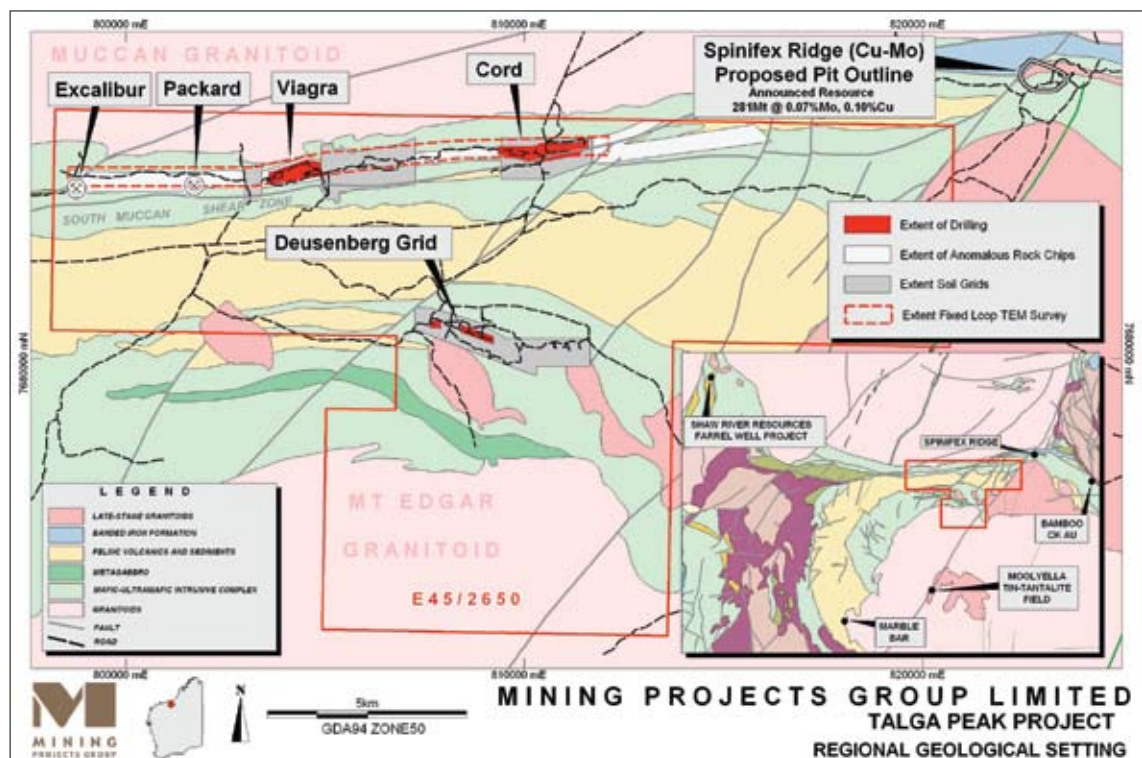 800000 mE
810000 mE
820000 mE
MUCCAN GRANITOID
Excalibur
Packard
Viagra
Cord
Spinifex Ridge (Cu-Mo)
Proposed Pit Outline
Announced Resource
281Mt @ 0.07%Mo, 0.10%Cu
SOUTH MUCCAN SHEAR ZONE
Deusenberg Grid
Extent of Drilling
Extent of Anomalous Rock Chips
Extent Soil Grids
Extent Fixed Loop TEM Survey
7680000 mN
7680000 mN
MT EDGAR
GRANITOID
E45/2650
LEGEND
LATE-STAGE GRANITOIDS
BANDED IRON FORMATION
FELSIC VOLCANICS AND SEDIMENTS
METAGABBRO
MAFIC-ULTRAMAFIC INTRUSIVE COMPLEX
GRANITOIDS
FAULT
ROAD
SHAW RIVER RESOURCES
FARREL WELL PROJECT
SPINIFEX RIDGE
BAMBOO
CK AU
MOOLYELLA
TIN-TANTALITE
FIELD
MARBLE
BAR
800000 mE
810000 mE
820000 mE
M
MINING
PROJECTS GROUP
N
5km
GDA94 ZONE50
MINING PROJECTS GROUP LIMITED
TALGA PEAK PROJECT
REGIONAL GEOLOGICAL SETTING